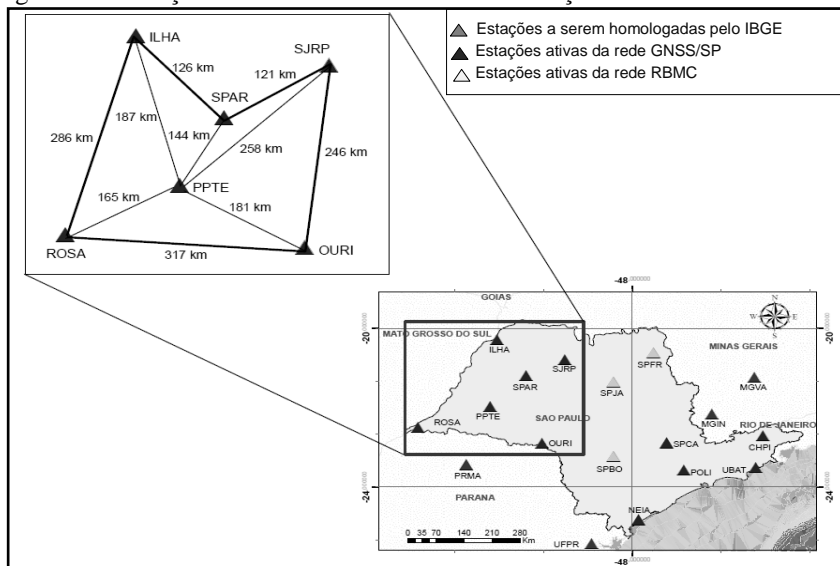 ILHA
SJRP
126 km
121 km
SPAR
187 km
144 km
286 km
258 km
246 km
PPTE
165 km
181 km
ROSA
317 km
OURI
Estações a serem homologadas pelo IBGE
Estações ativas da rede GNSS/SP
Estações ativas da rede RBMC
-48
GOIAS
N
W
E
S
-20
-20
MATO GROSSO DO SUL
MINAS GERAIS
ILHA
SPFR
SJRP
SPJA
MGVA
SPAR
PPTE
MGIN
ROSA
SAO PAULO
RIO DE JANEIRO
OURI
SPCA
CHPI
SPBO
PRMA
POLI
UBAT
-24
-24
PARANA
NEIA
0 35 70 140 210 280
Km
UFPR
-48